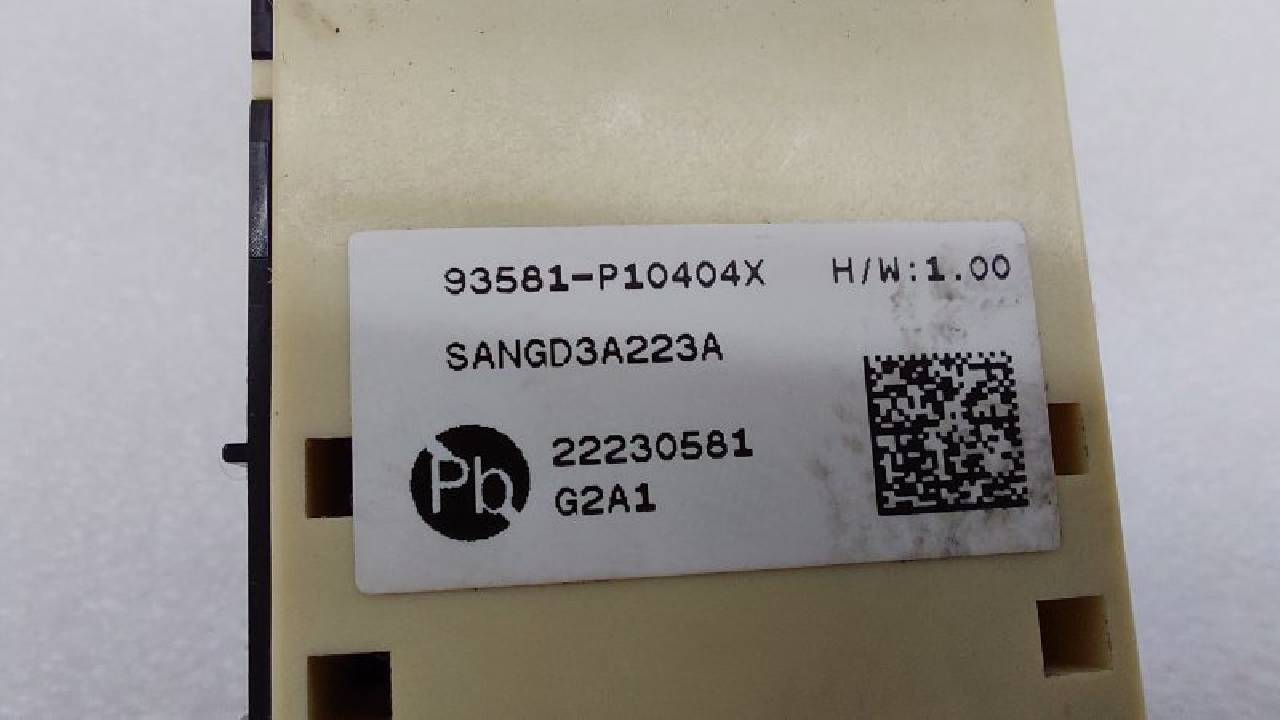 93581-P10404X H/W:1.00
SANGD3A223A
Pb
22230581
G2A1